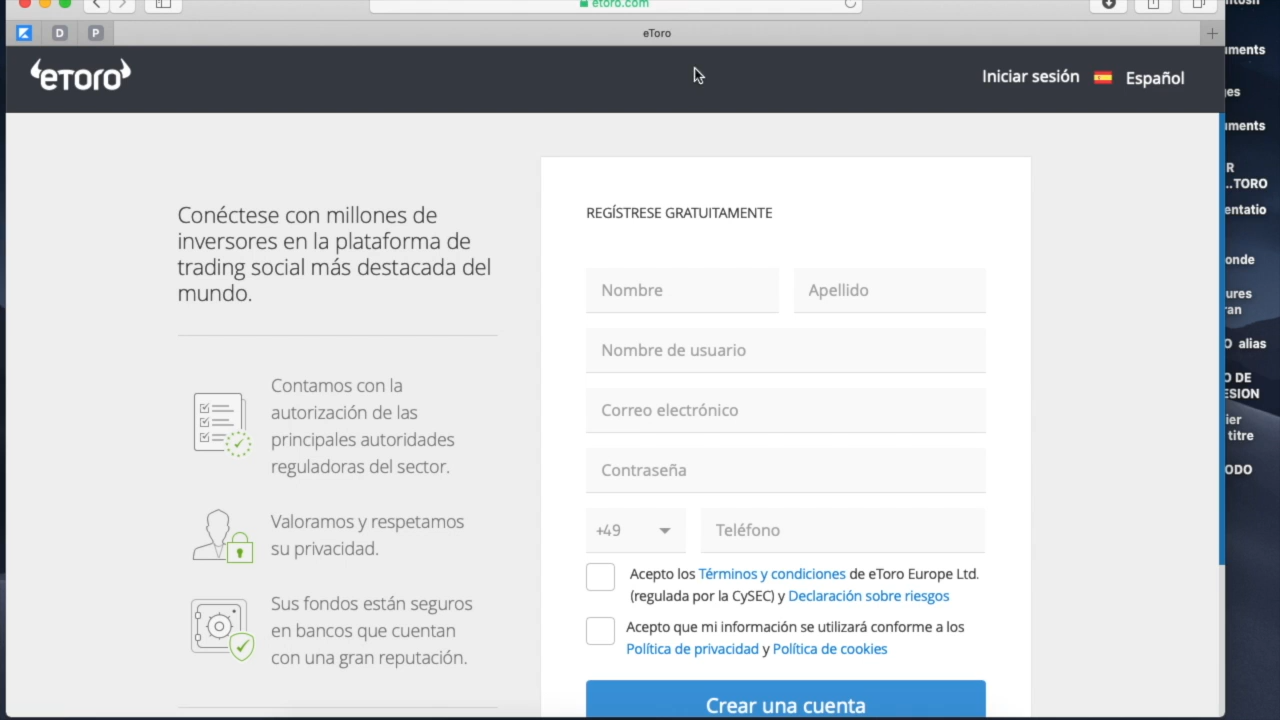 etoro.com
D
P
eToro
eToro
Iniciar sesión
Español
Conéctese con millones de
inversores en la plataforma de
trading social más destacada del
mundo.
Contamos con la
autorización de las
principales autoridades
reguladoras del sector.
Valoramos y respetamos
su privacidad.
Sus fondos están seguros
en bancos que cuentan
con una gran reputación.
REGÍSTRESE GRATUITAMENTE
Nombre
Apellido
Nombre de usuario
Correo electrónico
Contraseña
+49
Teléfono
Acepto los Términos y condiciones de eToro Europe Ltd.
(regulada por la CySEC) y Declaración sobre riesgos
Acepto que mi información se utilizará conforme a los
Política de privacidad y Política de cookies
Crear una cuenta
...TORO
alias
DE
titre